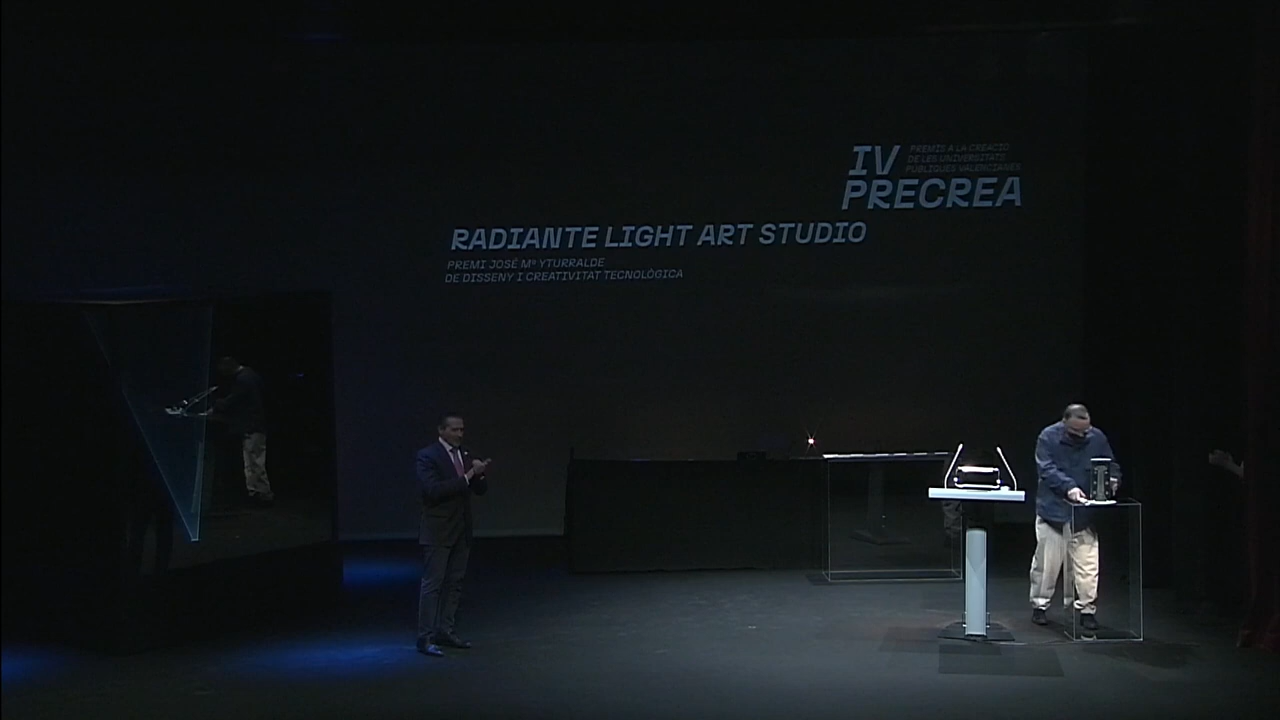 IV
PREMIS A LA CREACIÓ
DE LES UNIVERSITATS
PÚBLIQUES VALENCIANES
PRECREA
RADIANTE LIGHT ART STUDIO
PREMI JOSÉ Mª YTURRALDE
DE DISSENY I CREATIVITAT TECNOLÒGICA